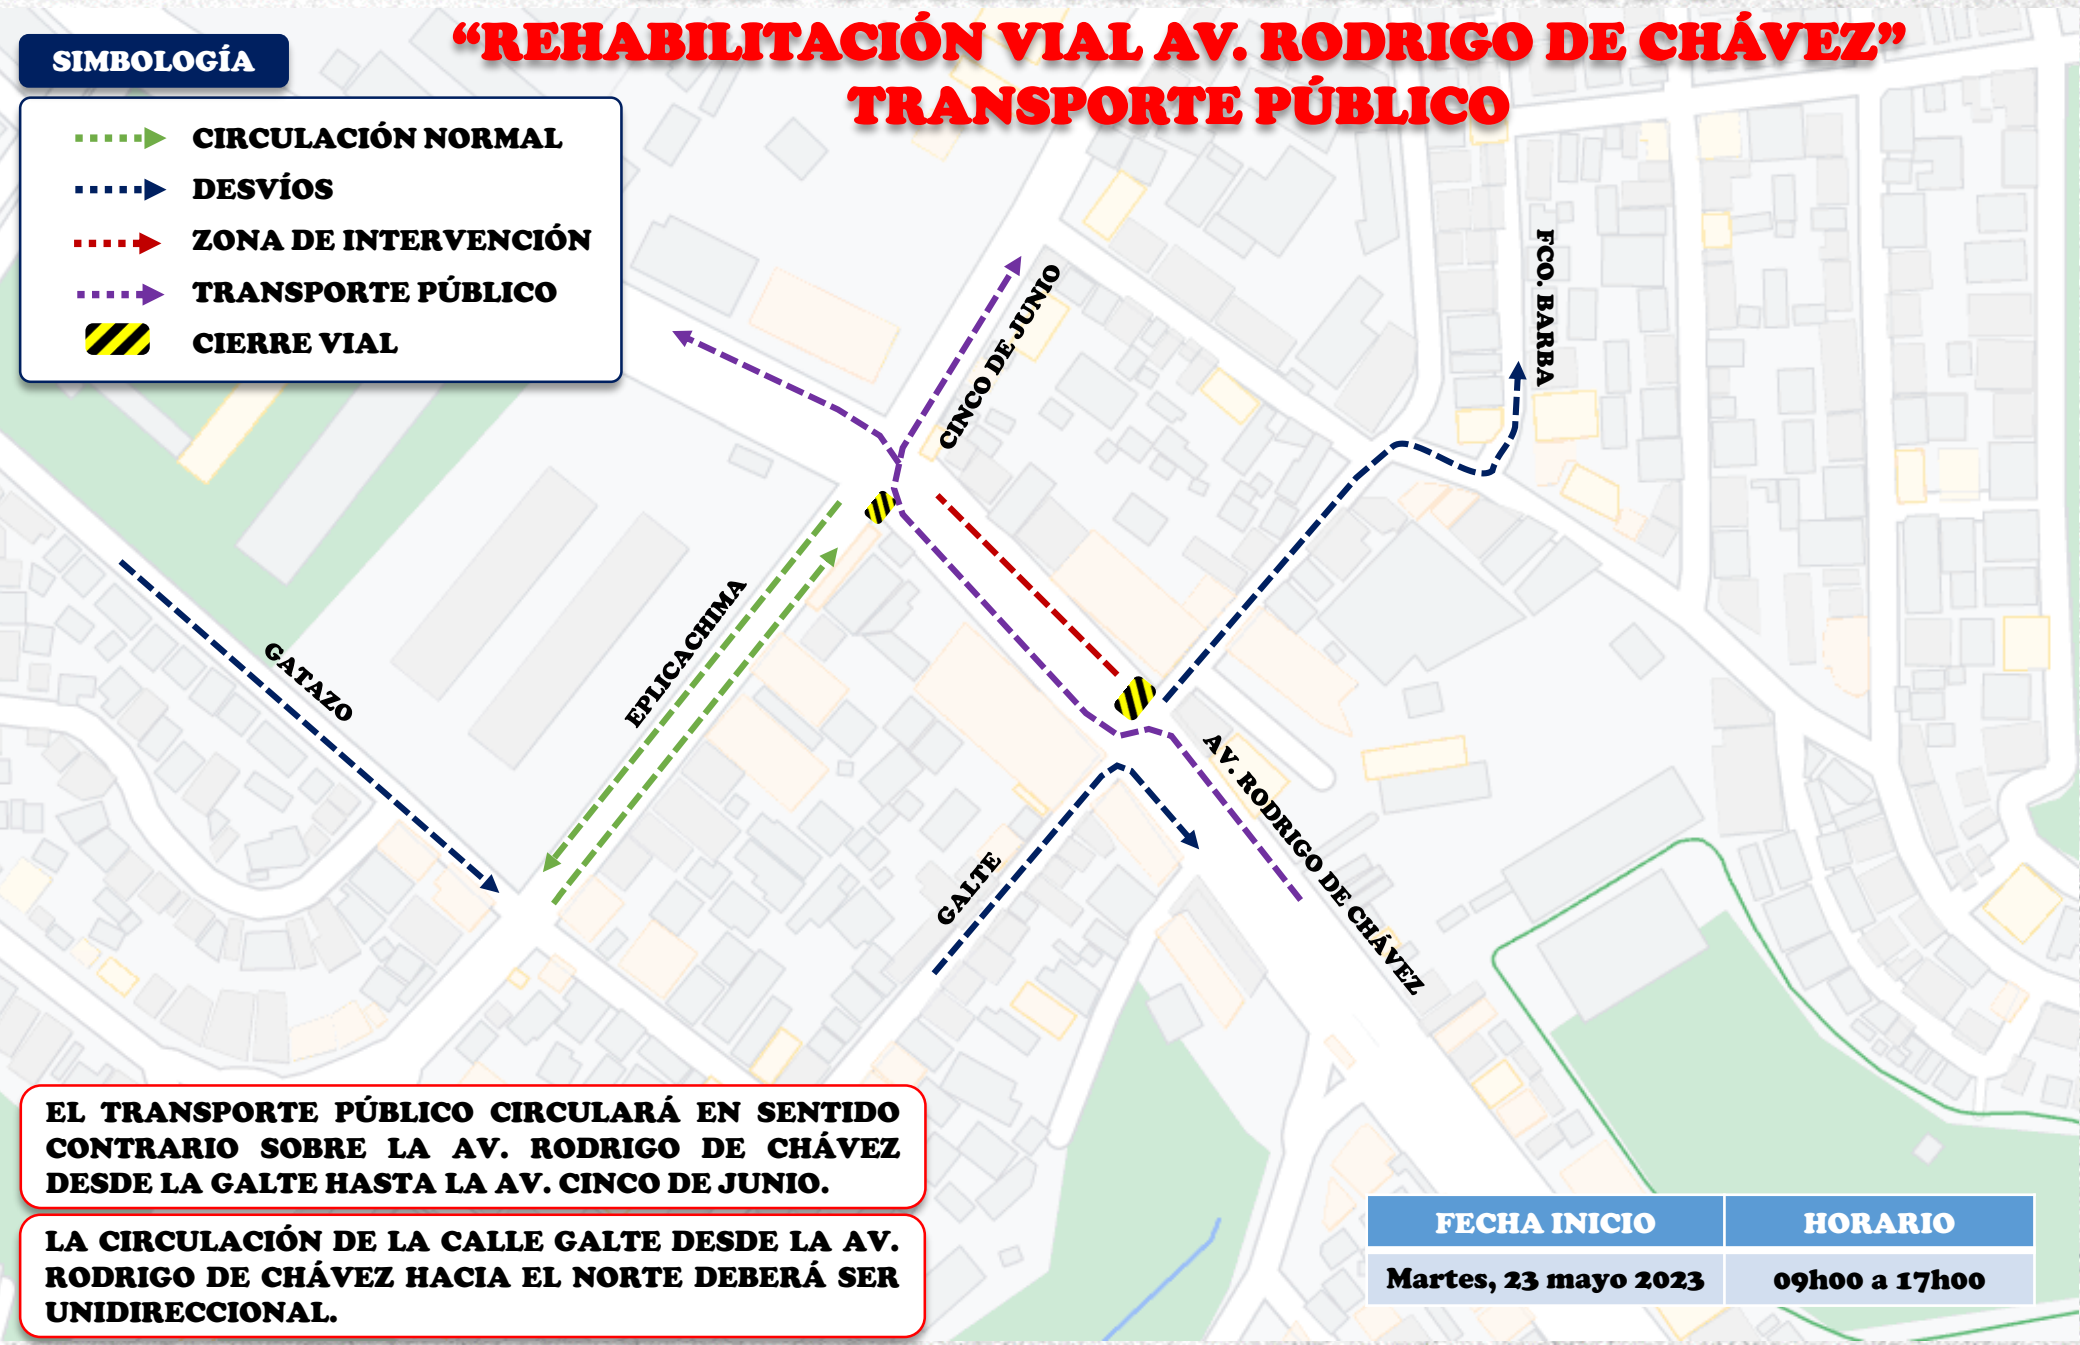 “REHABILITACIÓN VIAL AV. RODRIGO DE CHÁVEZ”
TRANSPORTE PÚBLICO
SIMBOLOGÍA
CIRCULACIÓN NORMAL
DESVÍOS
ZONA DE INTERVENCIÓN
TRANSPORTE PÚBLICO
CIERRE VIAL
FCO. BARBA
CINCO DE JUNIO
EPLICACHIMA
GATAZO
GALTE
AV. RODRIGO DE CHÁVEZ
EL TRANSPORTE PÚBLICO CIRCULARÁ EN SENTIDO
CONTRARIO SOBRE LA AV. RODRIGO DE CHÁVEZ
DESDE LA GALTE HASTA LA AV. CINCO DE JUNIO.
LA CIRCULACIÓN DE LA CALLE GALTE DESDE LA AV.
RODRIGO DE CHÁVEZ HACIA EL NORTE DEBERÁ SER
UNIDIRECCIONAL.
FECHA INICIO HORARIO
Martes, 23 mayo 2023 09h00 a 17h00